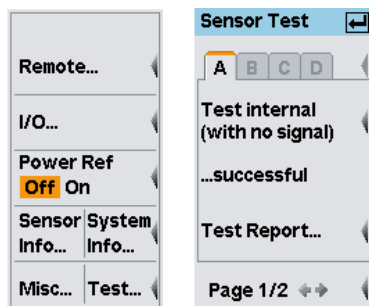 Remote...
I/O...
Power Ref
Off On
Sensor System
Info... Info...
Misc... Test...
Sensor Test
A B C D
Test internal
(with no signal)
...successful
Test Report...
Page 1/2